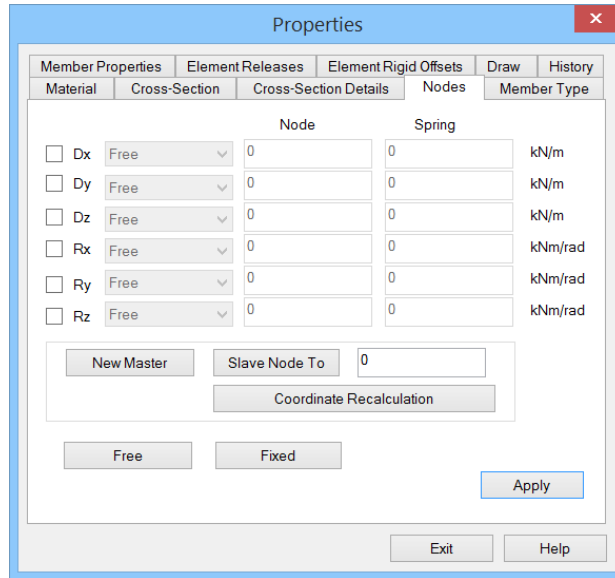 Properties
Member Properties Element Releases Element Rigid Offsets Draw History
Material Cross-Section Cross-Section Details Nodes Member Type
Node Spring
Dx Free 0 0 kN/m
Dy Free 0 0 kN/m
Dz Free 0 0 kN/m
Rx Free 0 0 kNm/rad
Ry Free 0 0 kNm/rad
Rz Free 0 0 kNm/rad
New Master Slave Node To 0
Coordinate Recalculation
Free Fixed
Apply
Exit Help